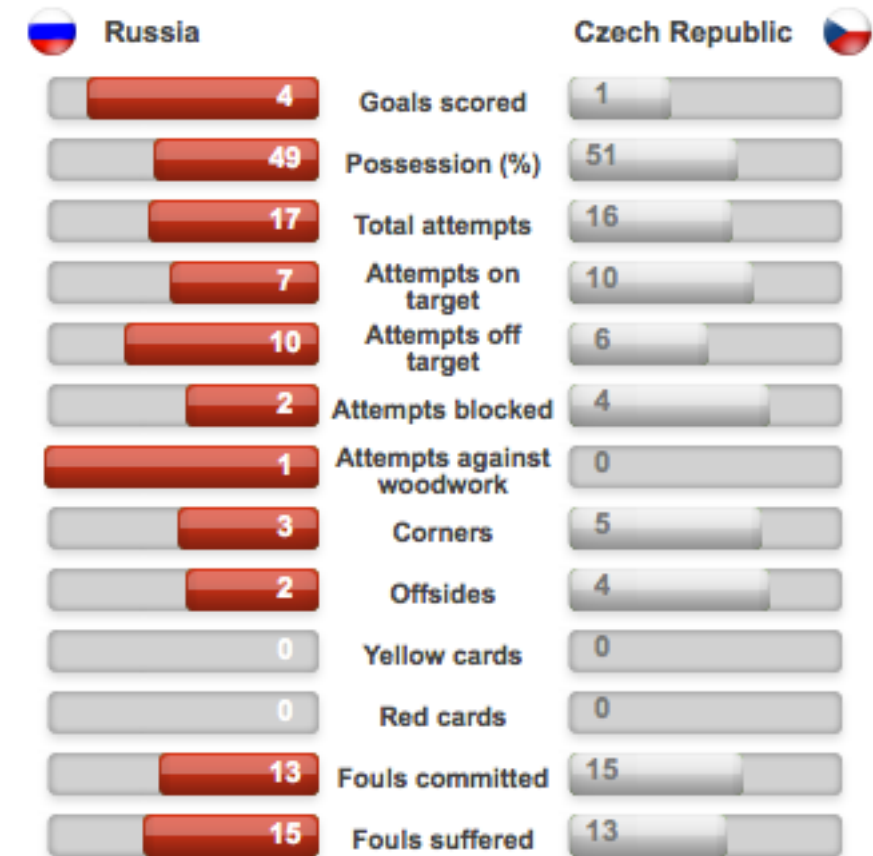 Russia Czech Republic
4 Goals scored 1
49 Possession (%) 51
17 Total attempts 16
7 Attempts on target 10
10 Attempts off target 6
2 Attempts blocked 4
1 Attempts against woodwork 0
3 Corners 5
2 Offsides 4
0 Yellow cards 0
0 Red cards 0
13 Fouls committed 15
15 Fouls suffered 13